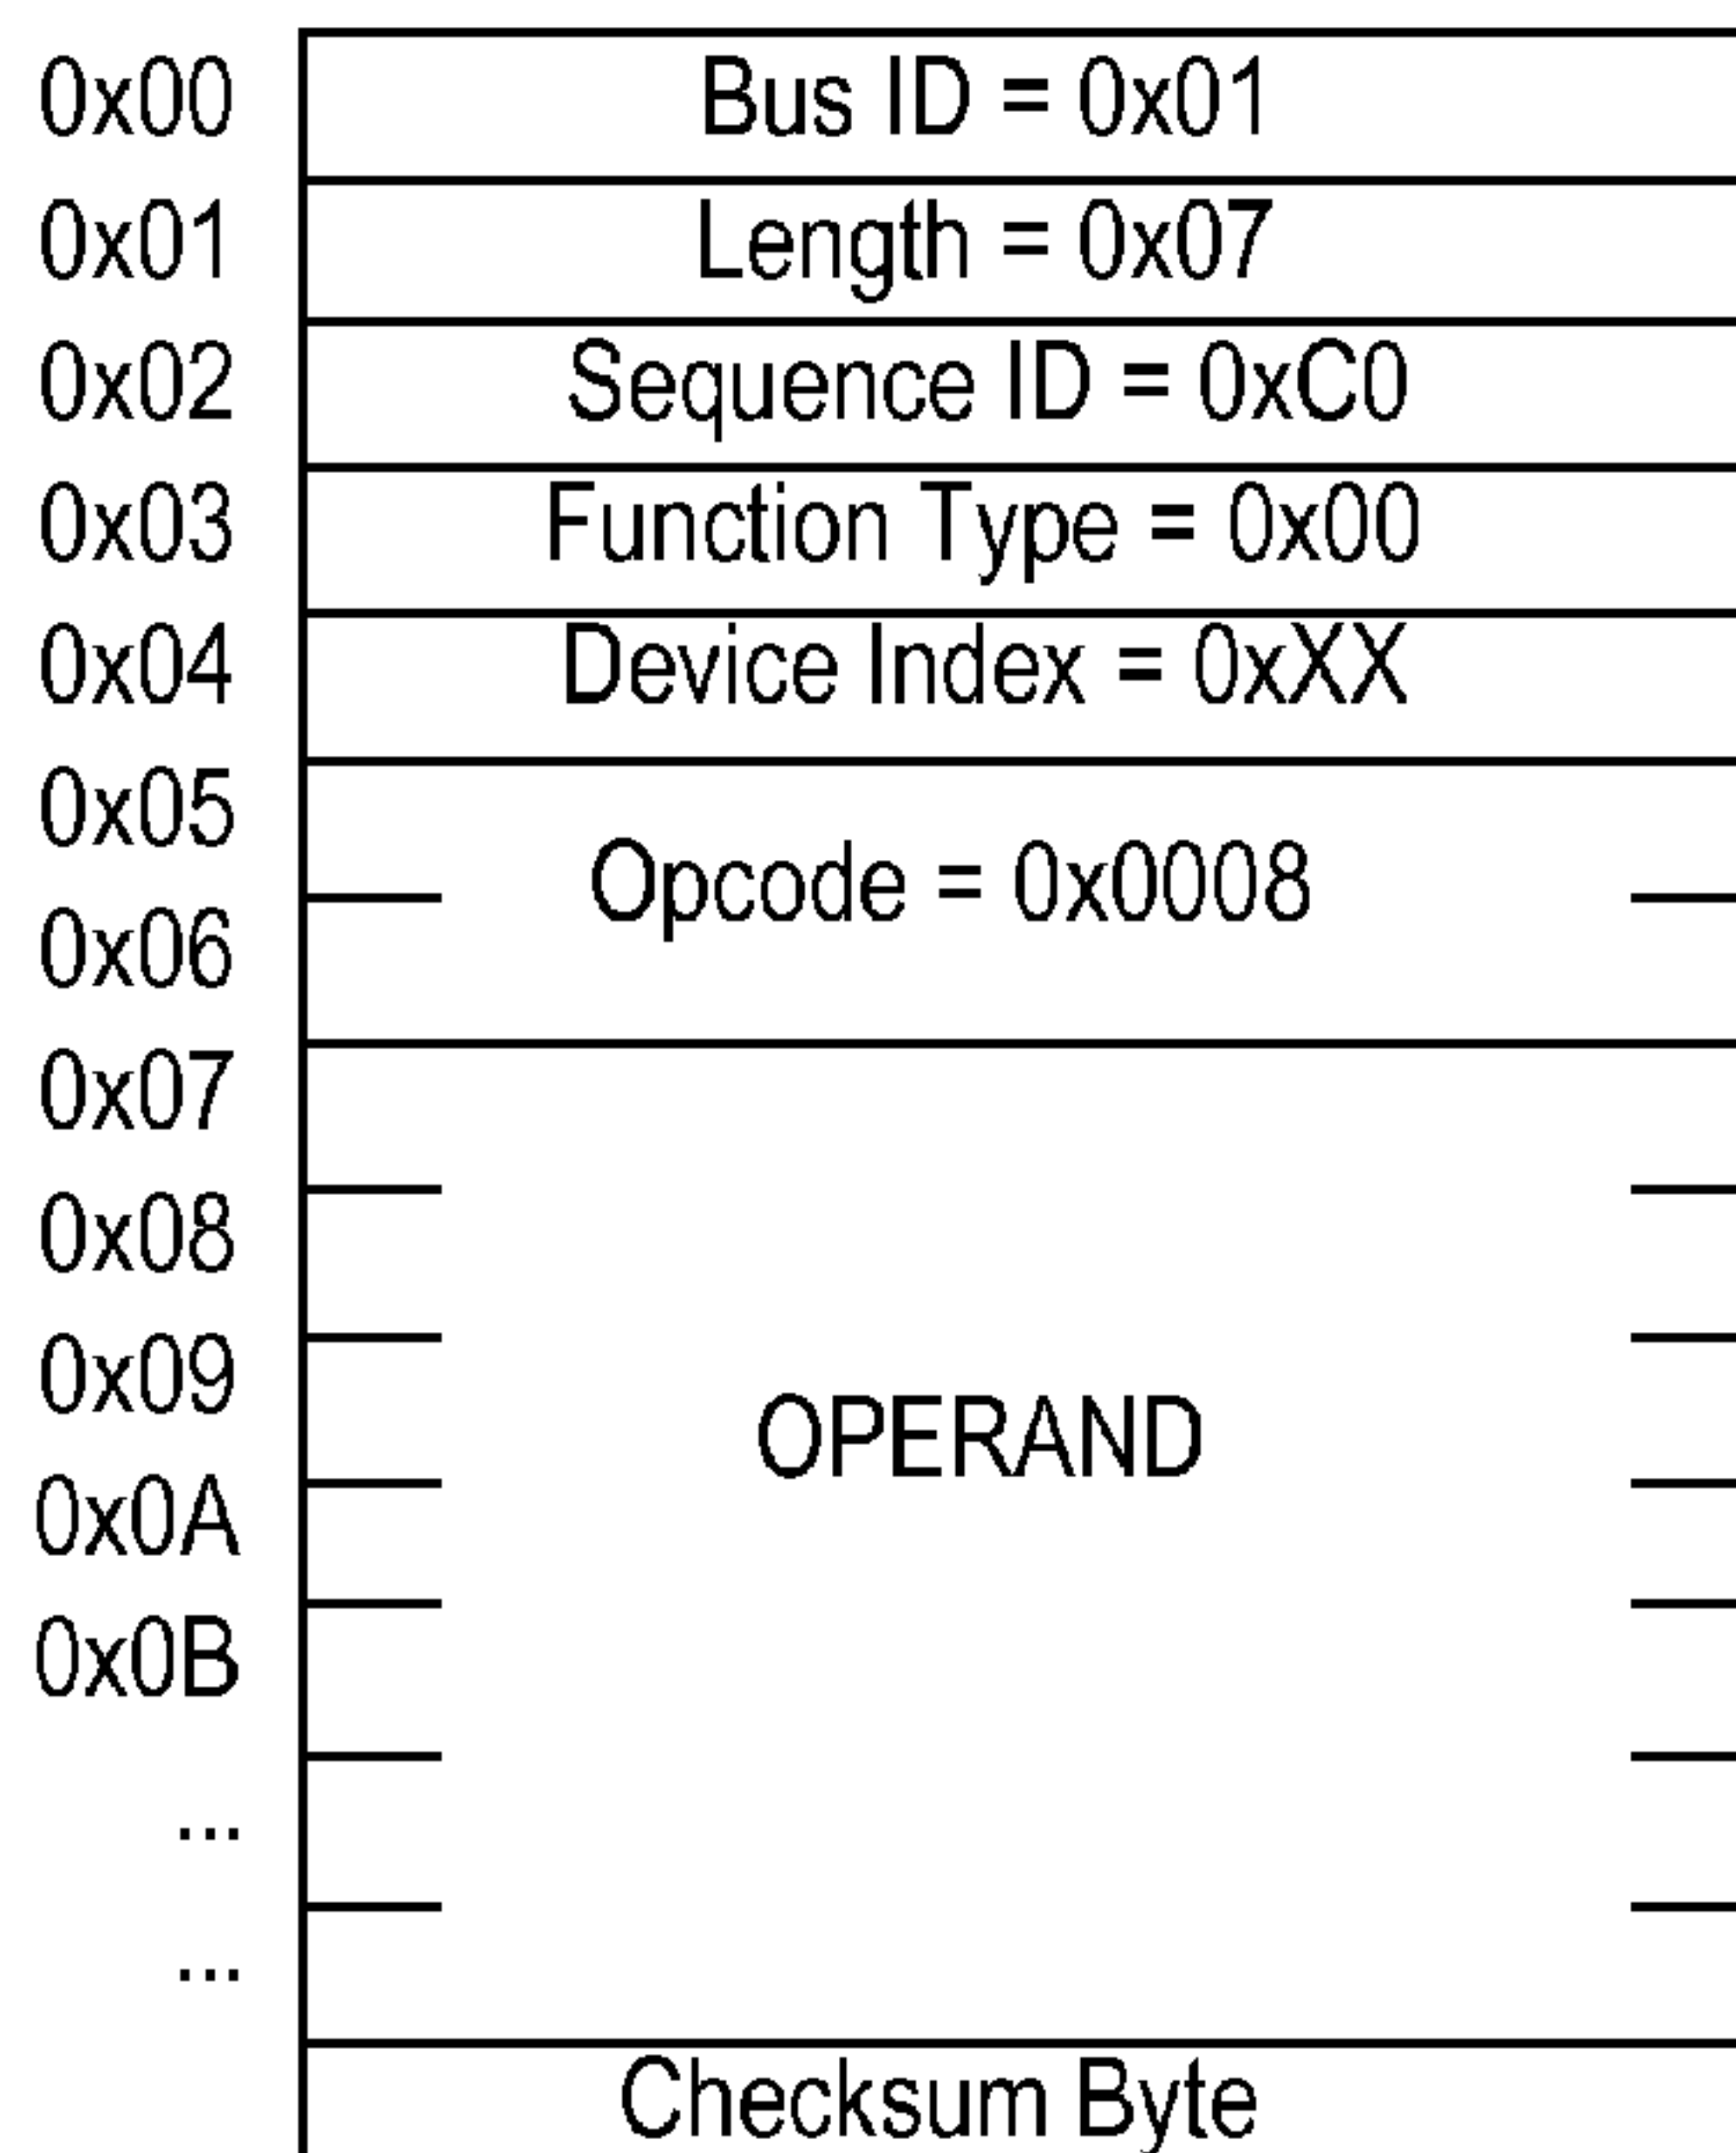 0x00 Bus ID = 0x01
0x01 Length = 0x07
0x02 Sequence ID = 0xC0
0x03 Function Type = 0x00
0x04 Device Index = 0xXX
0x05
Opcode = 0x0008
0x06
0x07
0x08
0x09
OPERAND
0x0A
0x0B
...
...
Checksum Byte